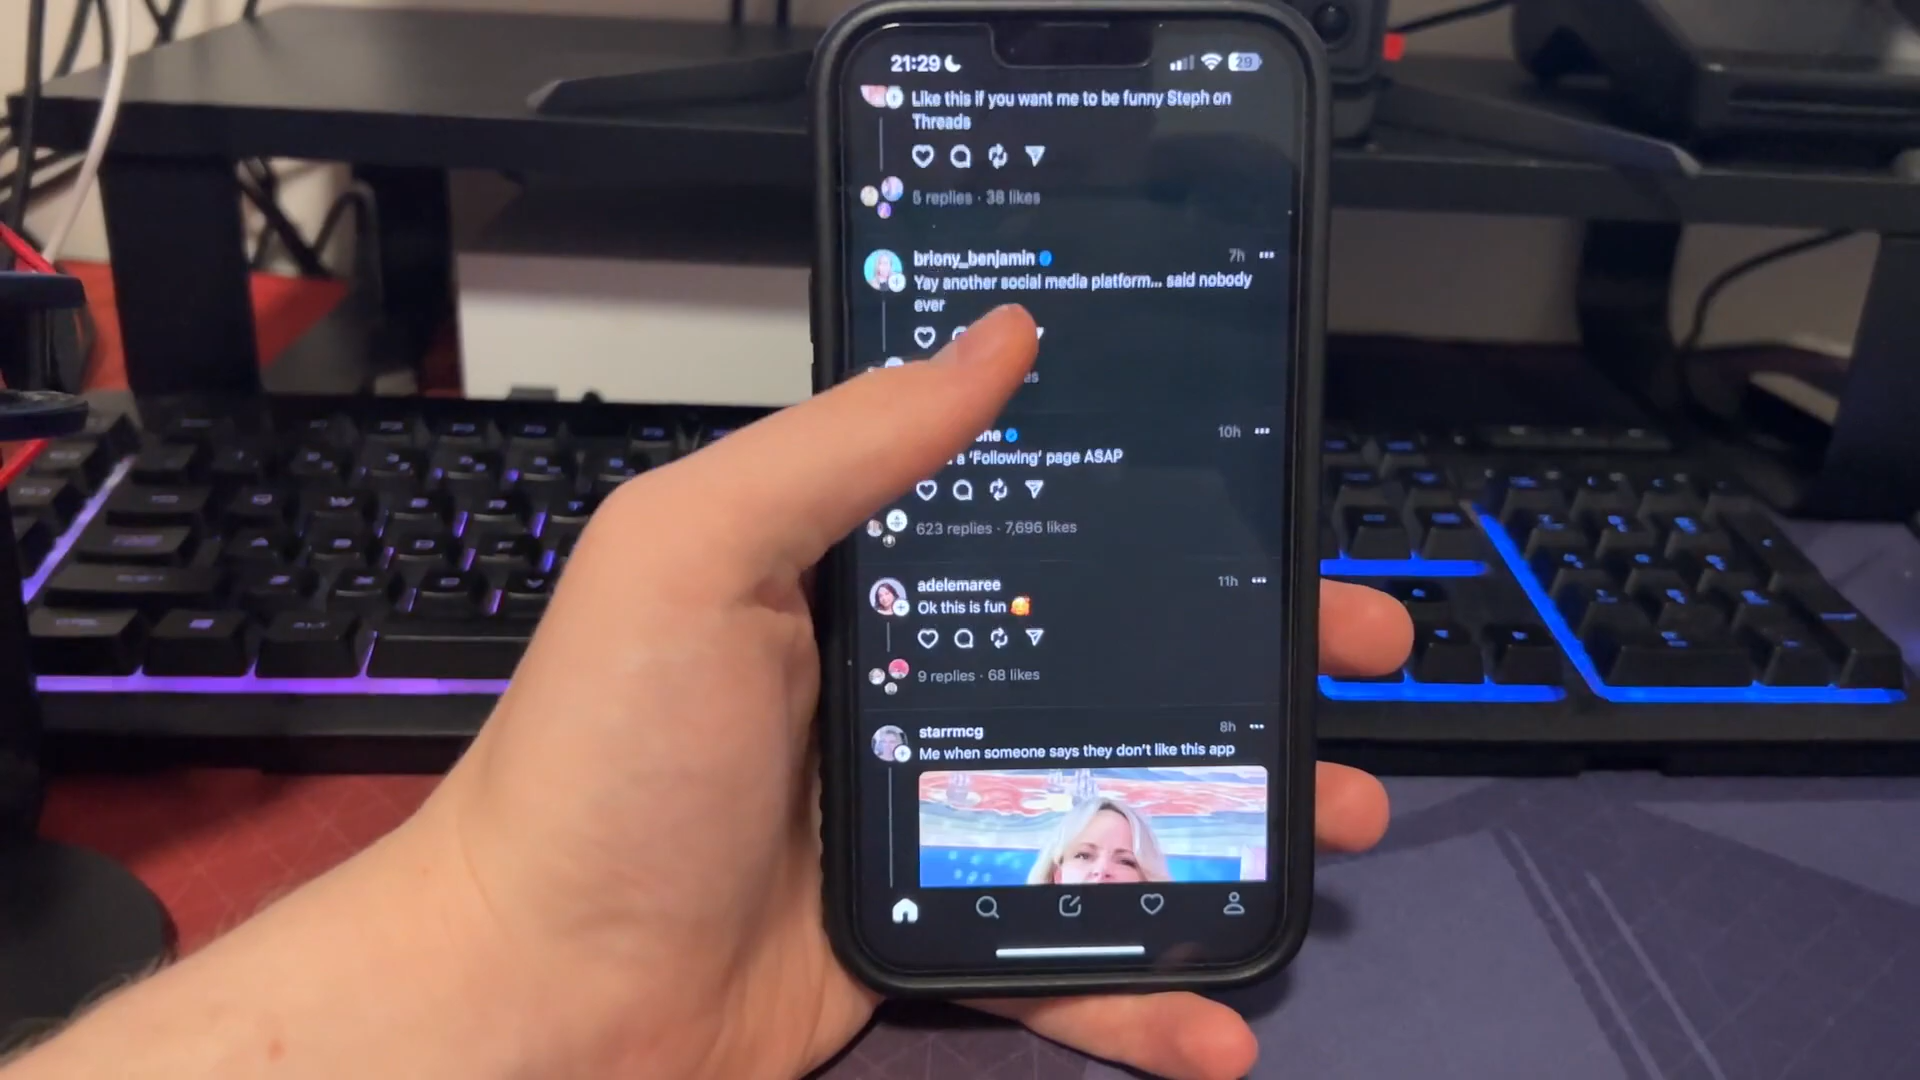 21:29
29
Like this if you want me to be funny Steph on
Threads
5 replies · 38 likes
briony_benjamin
7h
Yay another social media platform... said nobody
ever
10h
a 'Following' page ASAP
623 replies · 7,696 likes
adelemaree
11h
Ok this is fun 🥰
9 replies · 68 likes
starrmcg
8h
Me when someone says they don't like this app